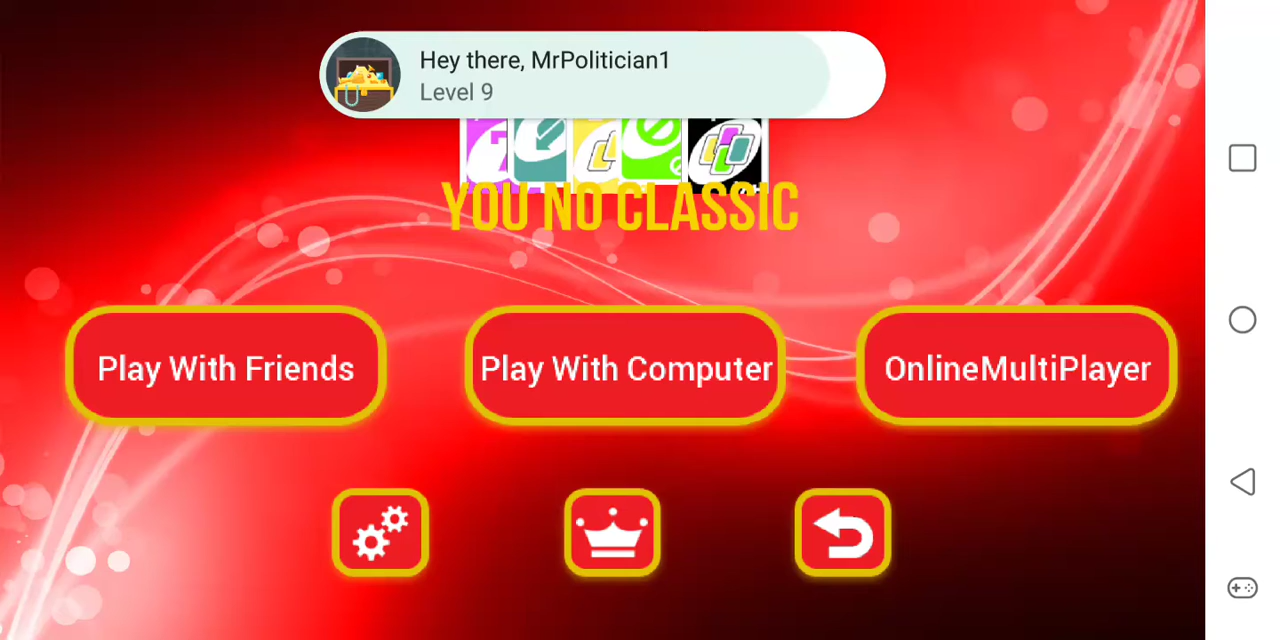 Hey there, MrPolitician1
Level 9
YOU NO CLASSIC
Play With Friends
Play With Computer
OnlineMultiPlayer